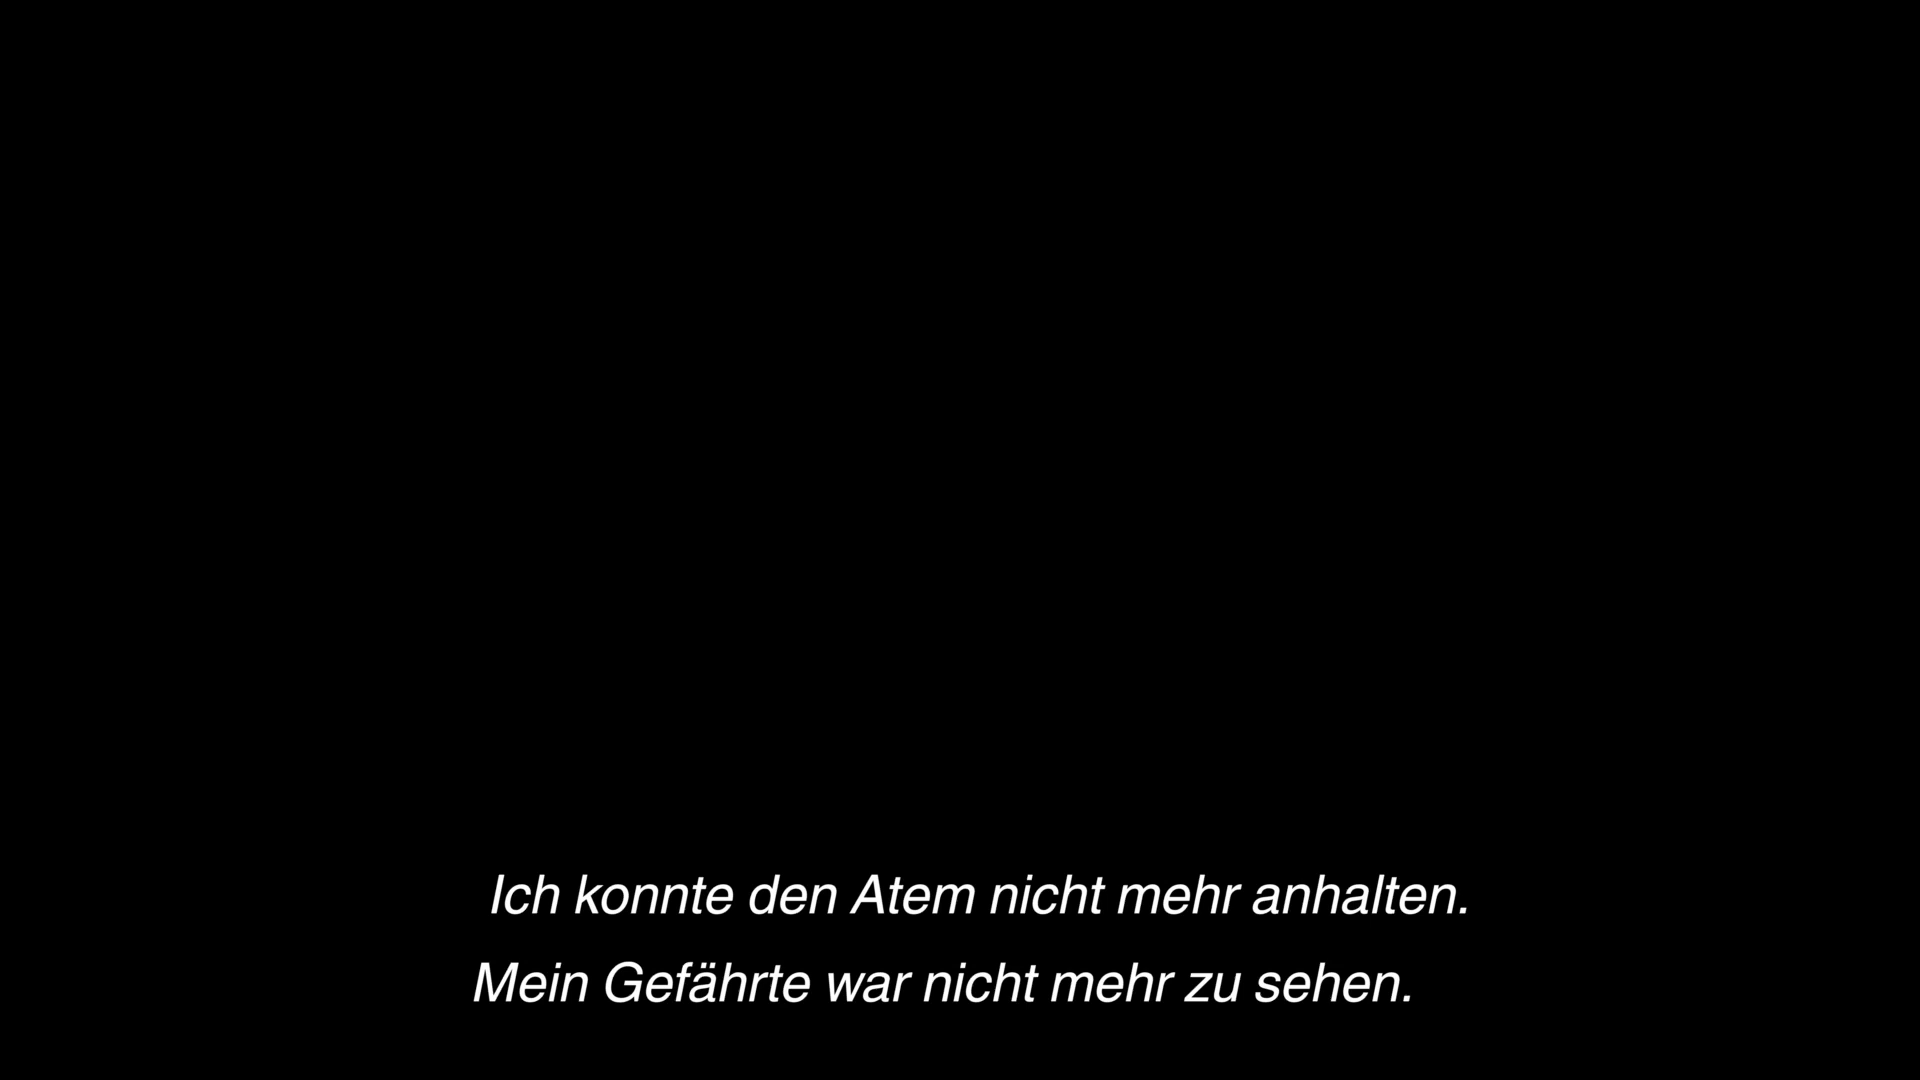 Ich konnte den Atem nicht mehr anhalten.
Mein Gefährte war nicht mehr zu sehen.